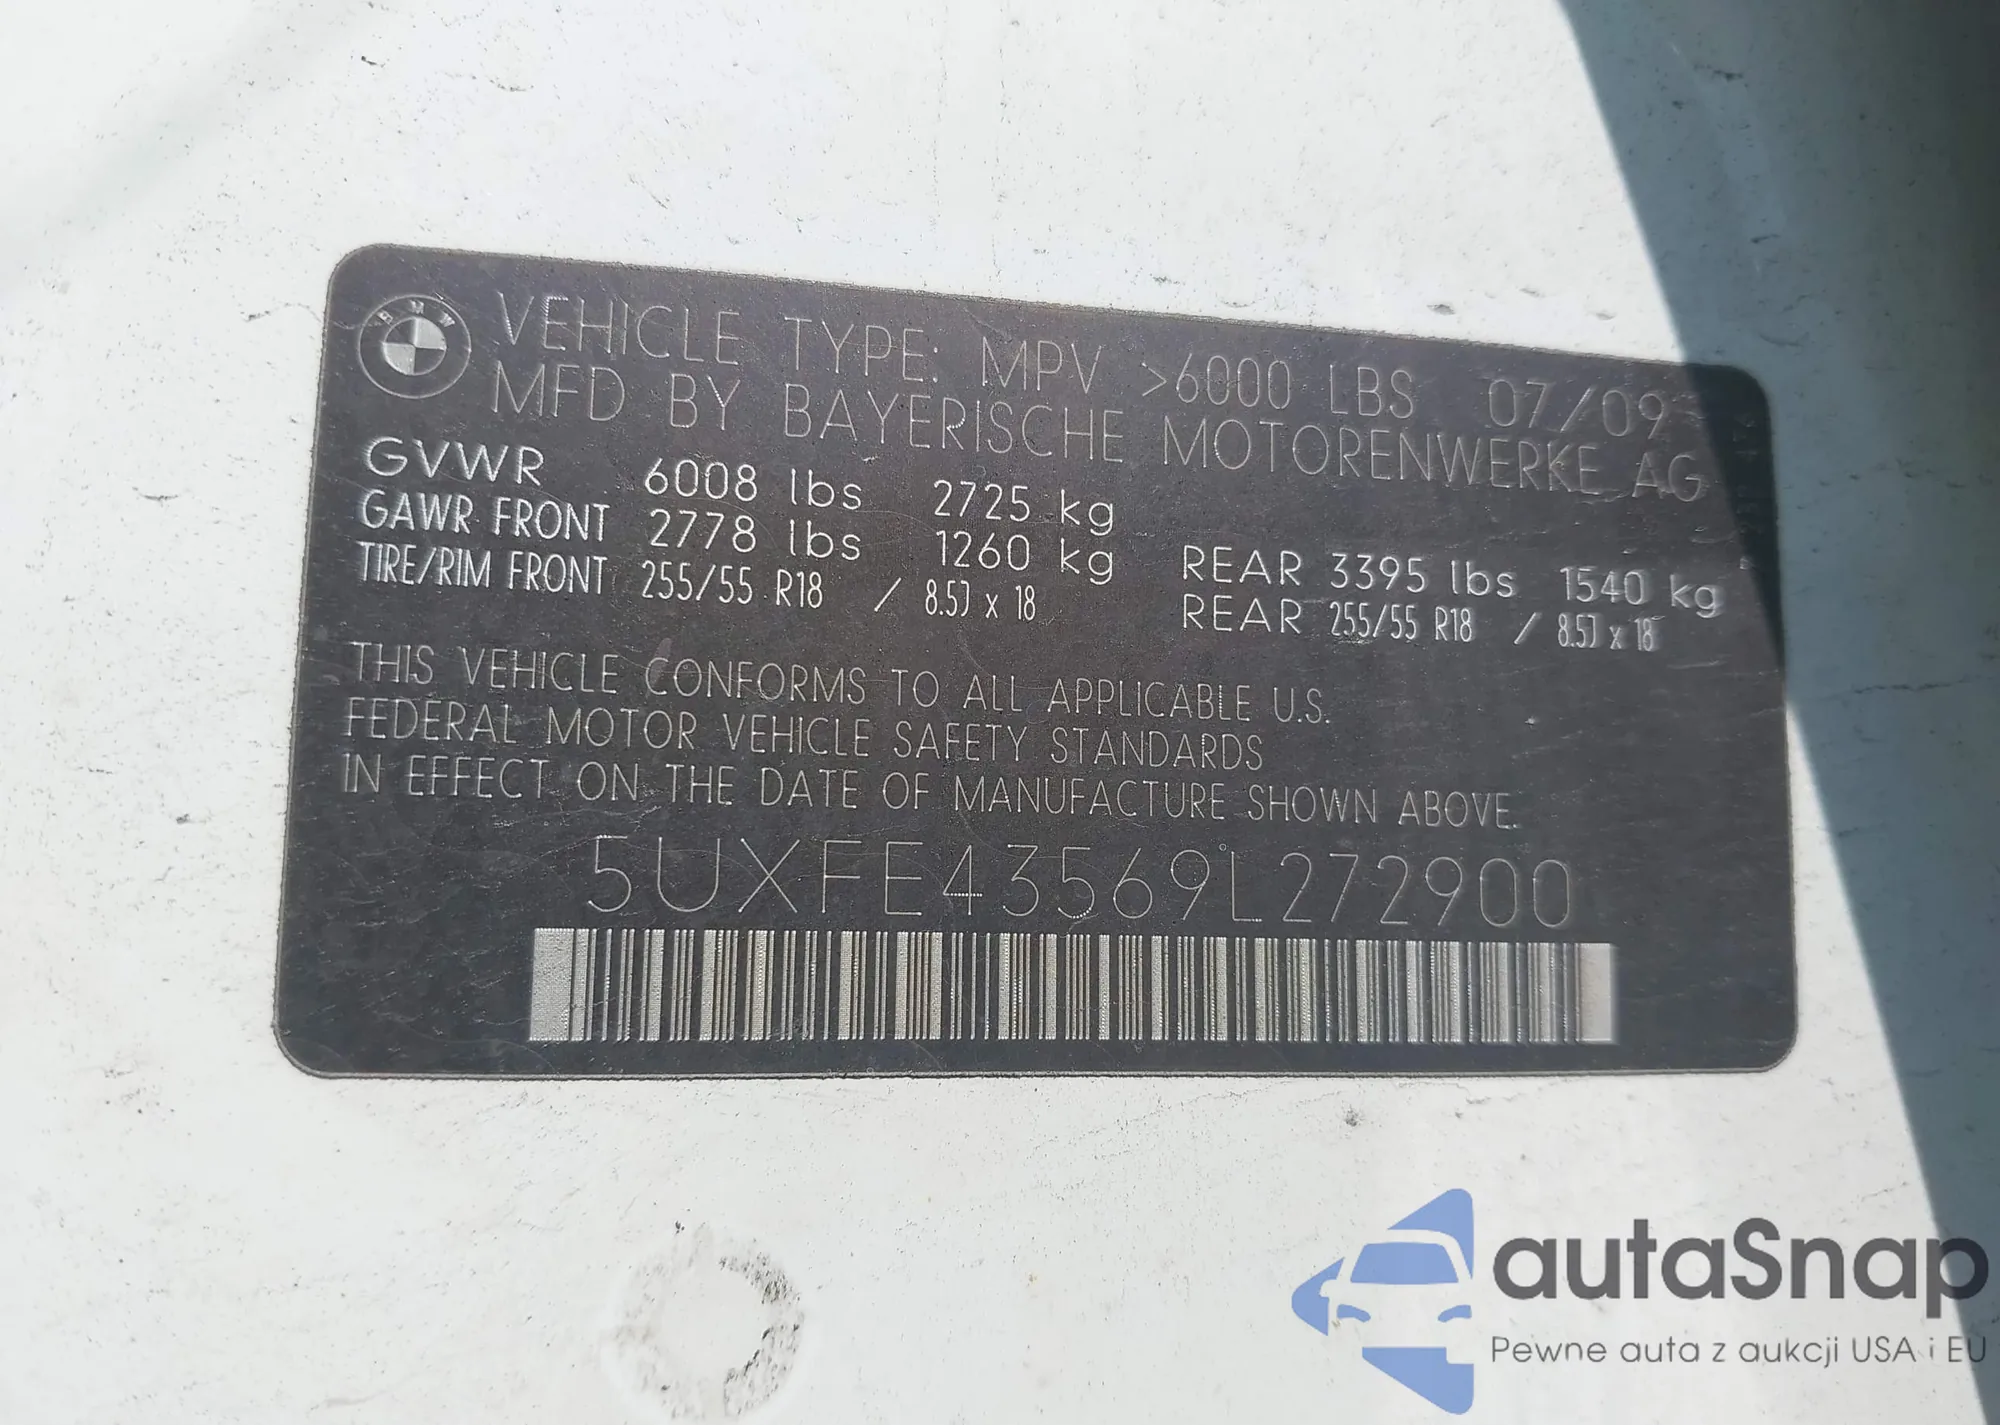 BMW
VEHICLE TYPE: MPV >6000 LBS 07/09
MFD BY BAYERISCHE MOTORENWERKE AG
GVWR 6008 lbs 2725 kg
GAWR FRONT 2778 lbs 1260 kg REAR 3395 lbs 1540 kg
TIRE/RIM FRONT 255/55 R18 / 8.5J x 18 REAR 255/55 R18 / 8.5J x 18
THIS VEHICLE CONFORMS TO ALL APPLICABLE U.S.
FEDERAL MOTOR VEHICLE SAFETY STANDARDS
IN EFFECT ON THE DATE OF MANUFACTURE SHOWN ABOVE.
5UXFE43569L272900
autaSnap
Pewne auta z aukcji USA i EU